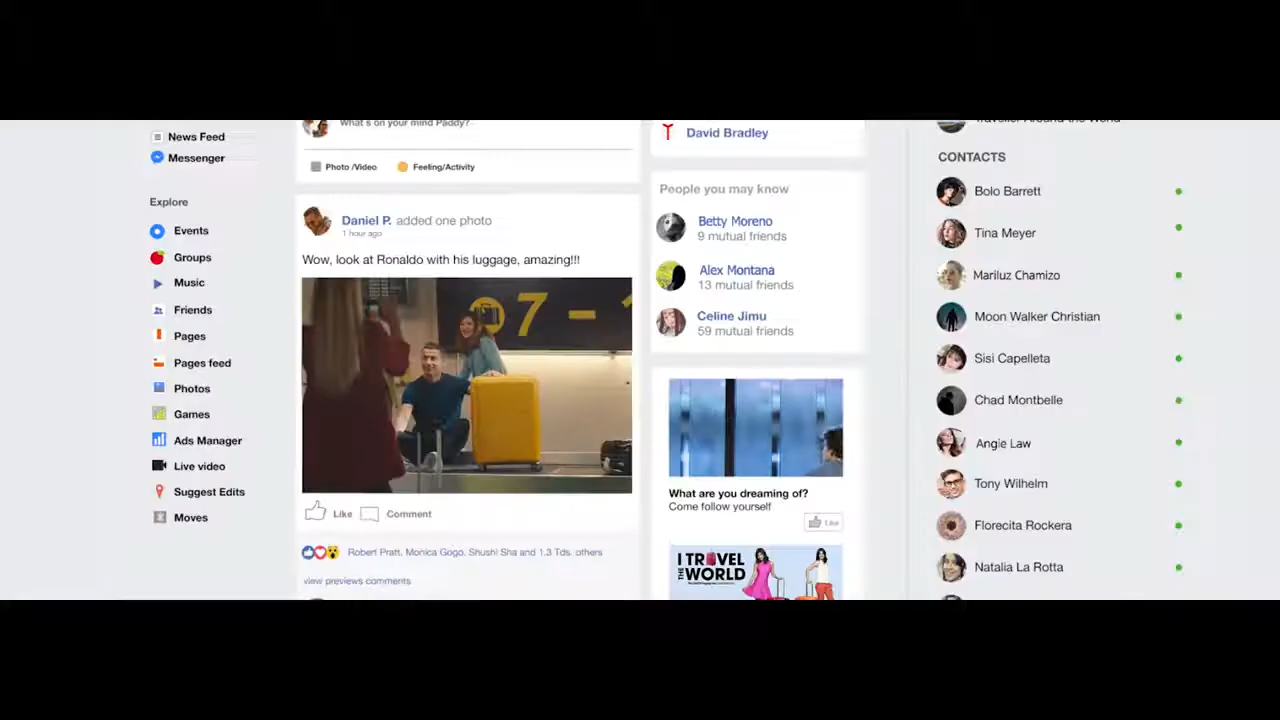 News Feed
Messenger
Explore
Events
Groups
Music
Friends
Pages
Pages feed
Photos
Games
Ads Manager
Live video
Suggest Edits
Moves
What's on your mind Paddy?
Photo /Video
Feeling/Activity
Daniel P. added one photo
1 hour ago
Wow, look at Ronaldo with his luggage, amazing!!!
07 - 1
Like
Comment
Robert Pratt, Monica Gogo, Shushi Sha and 1.3 Tds. others
view previews comments
David Bradley
People you may know
Betty Moreno
9 mutual friends
Alex Montana
13 mutual friends
Celine Jimu
59 mutual friends
What are you dreaming of?
Come follow yourself
Like
I TRAVEL
THE WORLD
Traveller Around the World
CONTACTS
Bolo Barrett
Tina Meyer
Mariluz Chamizo
Moon Walker Christian
Sisi Capelleta
Chad Montbelle
Angie Law
Tony Wilhelm
Florecita Rockera
Natalia La Rotta